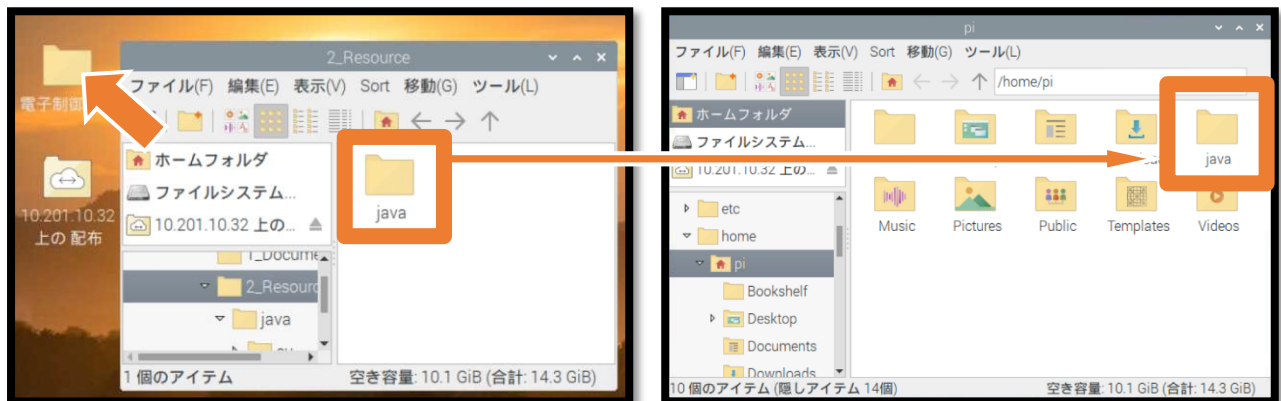 2_Resource
ファイル(F) 編集(E) 表示(V) Sort 移動(G) ツール(L)
電子制御
ホームフォルダ
ファイルシステム...
10.201.10.32 上の...
java
10.201.10.32
上の 配布
2_Resourc
java
1 個のアイテム
空き容量: 10.1 GiB (合計: 14.3 GiB)
pi
ファイル(F) 編集(E) 表示(V) Sort 移動(G) ツール(L)
/home/pi
ホームフォルダ
ファイルシステム...
10.201.10.32 上の...
java
etc
home
pi
Bookshelf
Desktop
Documents
Downloads
Music
Pictures
Public
Templates
Videos
10 個のアイテム (隠しアイテム 14個)
空き容量: 10.1 GiB (合計: 14.3 GiB)